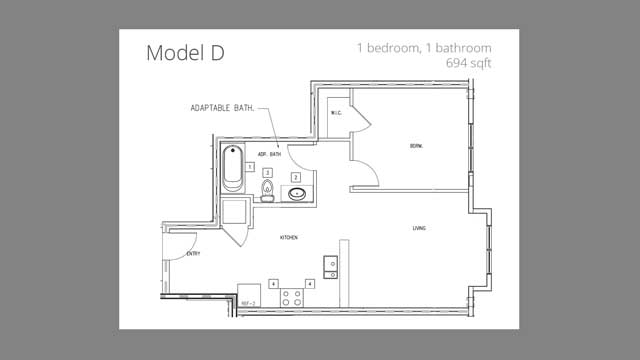 Model D
1 bedroom, 1 bathroom
694 sqft
ADAPTABLE BATH.
W.I.C.
BDRM.
ADP. BATH
1
3
2
LIVING
KITCHEN
ENTRY
4
4
REF-2